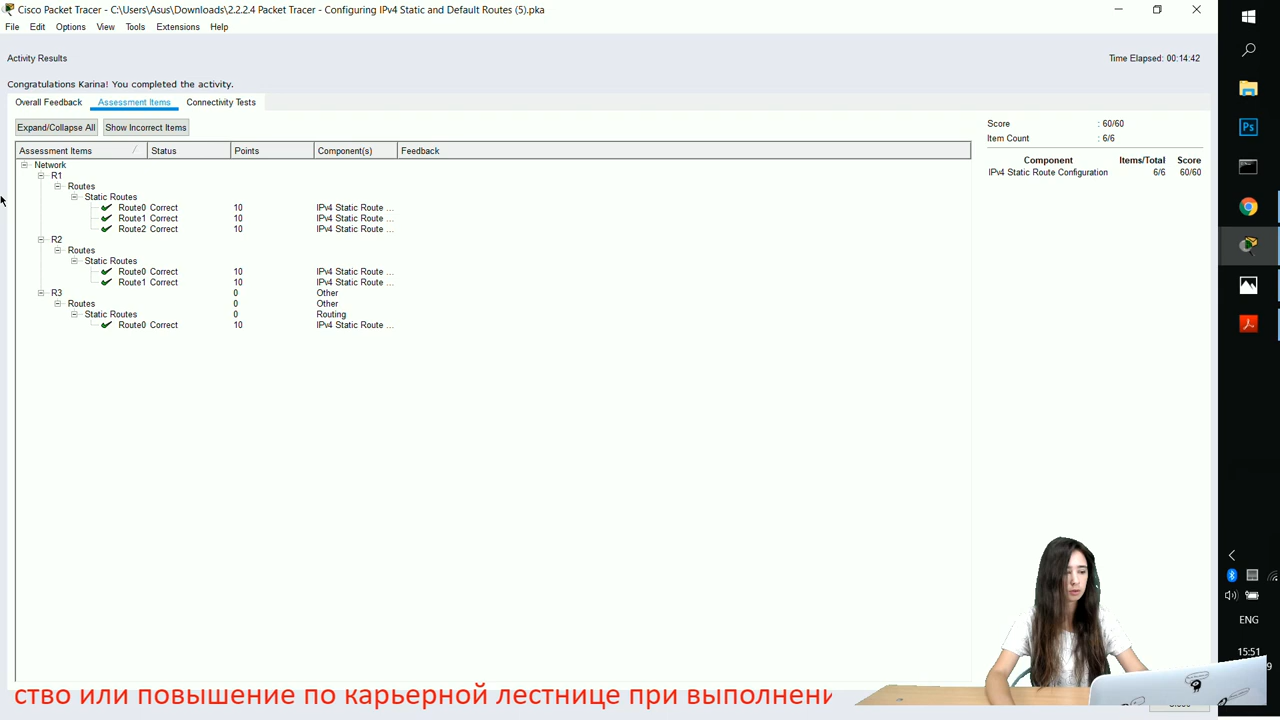 Cisco Packet Tracer - C:\Users\Asus\Downloads\2.2.2.4 Packet Tracer - Configuring IPv4 Static and Default Routes (5).pka
File Edit Options View Tools Extensions Help
Activity Results
Time Elapsed: 00:14:42
Congratulations Karina! You completed the activity.
Overall Feedback Assessment Items Connectivity Tests
Expand/Collapse All Show Incorrect Items
Assessment Items Status Points Component(s) Feedback
Network
R1
Routes
Static Routes
Route0 Correct 10 IPv4 Static Route ...
Route1 Correct 10 IPv4 Static Route ...
Route2 Correct 10 IPv4 Static Route ...
R2
Routes
Static Routes
Route0 Correct 10 IPv4 Static Route ...
Route1 Correct 10 IPv4 Static Route ...
R3 0 Other
Routes 0 Other
Static Routes 0 Routing
Route0 Correct 10 IPv4 Static Route ...
Score : 60/60
Item Count : 6/6
Component Items/Total Score
IPv4 Static Route Configuration 6/6 60/60
Ps
ENG
15:51
ство или повышение по карьерной лестнице при выполнени